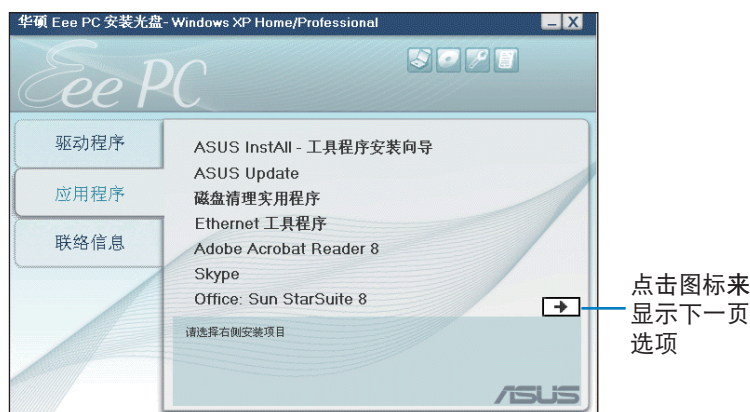 华硕 Eee PC 安装光盘- Windows XP Home/Professional
Eee PC
驱动程序
应用程序
联络信息
ASUS InstAll - 工具程序安装向导
ASUS Update
磁盘清理实用程序
Ethernet 工具程序
Adobe Acrobat Reader 8
Skype
Office: Sun StarSuite 8
请选择右侧安装项目
ASUS
点击图标来
显示下一页
选项